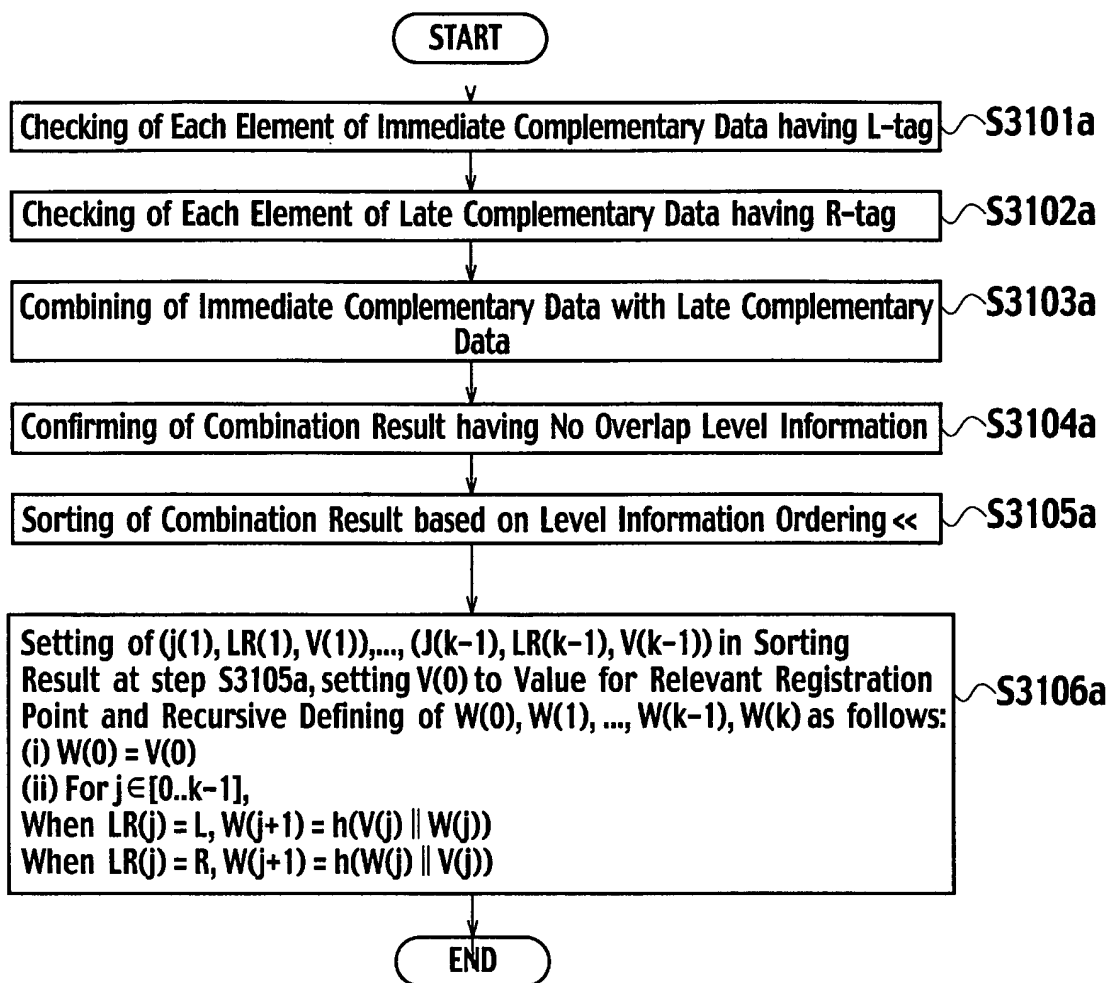 START
Checking of Each Element of Immediate Complementary Data having L-tag
S3101a
Checking of Each Element of Late Complementary Data having R-tag
S3102a
Combining of Immediate Complementary Data with Late Complementary
Data
S3103a
Confirming of Combination Result having No Overlap Level Information
S3104a
Sorting of Combination Result based on Level Information Ordering <<
S3105a
Setting of (j(1), LR(1), V(1)),..., (J(k-1), LR(k-1), V(k-1)) in Sorting
Result at step S3105a, setting V(0) to Value for Relevant Registration
Point and Recursive Defining of W(0), W(1), ..., W(k-1), W(k) as follows:
(i) W(0) = V(0)
(ii) For j∈[0..k-1],
When LR(j) = L, W(j+1) = h(V(j) || W(j))
When LR(j) = R, W(j+1) = h(W(j) || V(j))
S3106a
END